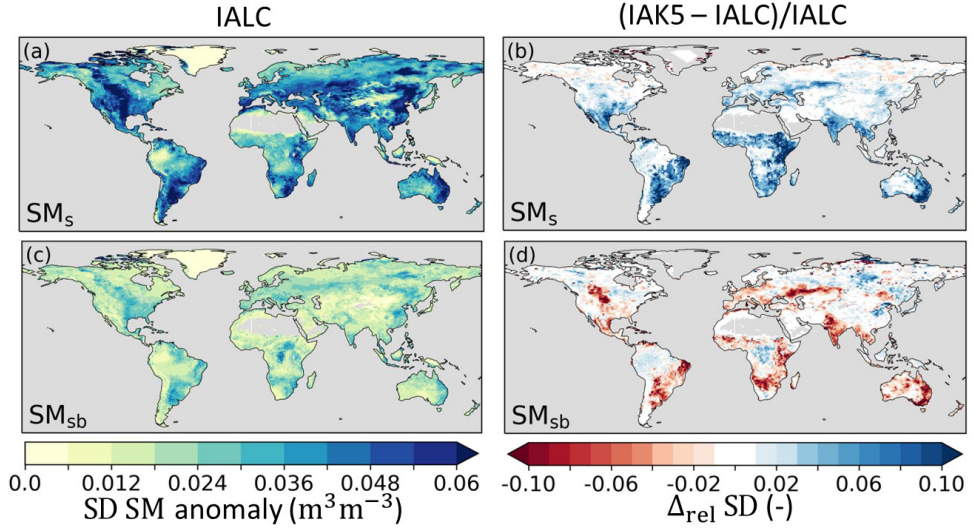 IALC
(IAK5 – IALC)/IALC
(a)
(b)
SMs
SMs
(c)
(d)
SMsb
SMsb
0.0 0.012 0.024 0.036 0.048 0.06
-0.10 -0.06 -0.02 0.02 0.06 0.10
SD SM anomaly (m³m⁻³)
Δrel SD (-)